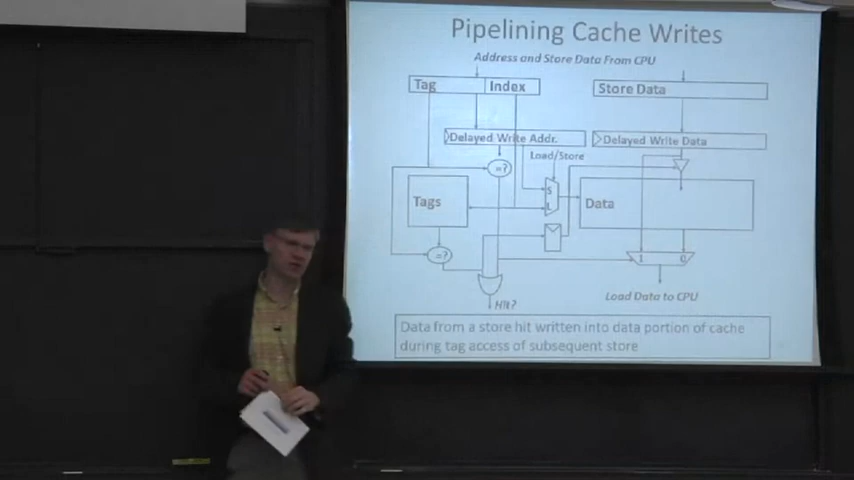 Pipelining Cache Writes
Address and Store Data From CPU
Tag Index
Store Data
Delayed Write Addr.
Delayed Write Data
=?
Load/Store
S
L
Tags
Data
=?
1 0
Hit?
Load Data to CPU
Data from a store hit written into data portion of cache
during tag access of subsequent store